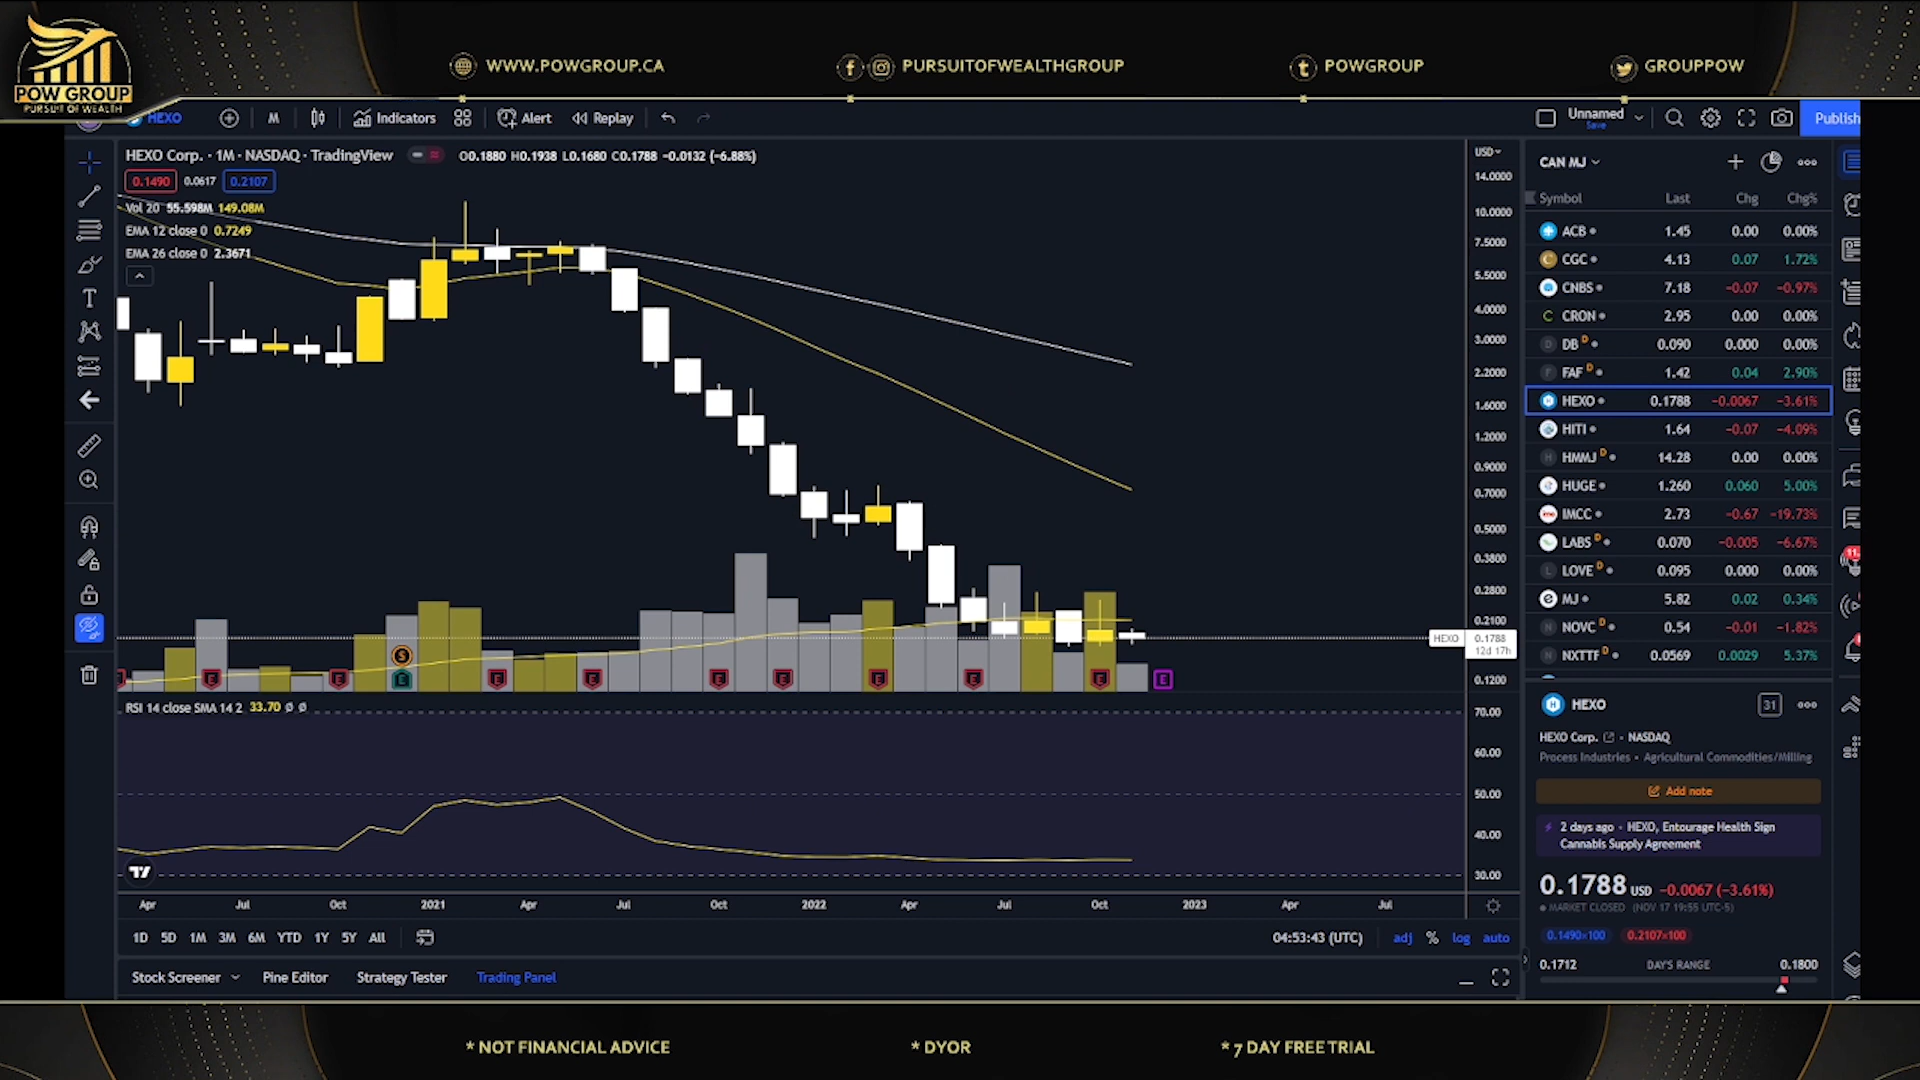 WWW.POWGROUP.CA
PURSUITOFWEALTHGROUP
POWGROUP
GROUPPOW
POW GROUP
PURSUIT OF WEALTH
HEXO
M
Indicators
Alert
Replay
Unnamed
Save
Publish
HEXO Corp. · 1M · NASDAQ · TradingView
O0.1880 H0.1938 L0.1680 C0.1788 −0.0132 (−6.88%)
0.1490 0.0617 0.2107
Vol 20 55.598M 149.08M
EMA 12 close 0 0.7249
EMA 26 close 0 2.3671
USD
14.0000
10.0000
7.5000
5.5000
4.0000
3.0000
2.2000
1.6000
1.2000
0.9000
0.7000
0.5000
0.3800
0.2800
0.2100
HEXO 0.1788
12d 17h
0.1200
RSI 14 close SMA 14 2 33.70 Ø Ø
70.00
60.00
50.00
40.00
30.00
Apr Jul Oct 2021 Apr Jul Oct 2022 Apr Jul Oct 2023 Apr Jul
1D 5D 1M 3M 6M YTD 1Y 5Y All
04:53:43 (UTC) adj % log auto
Stock Screener Pine Editor Strategy Tester Trading Panel
CAN MJ
Symbol Last Chg Chg%
ACB 1.45 0.00 0.00%
CGC 4.13 0.07 1.72%
CNBS 7.18 −0.07 −0.97%
CRON 2.95 0.00 0.00%
DB D 0.090 0.000 0.00%
FAF D 1.42 0.04 2.90%
HEXO 0.1788 −0.0067 −3.61%
HITI 1.64 −0.07 −4.09%
HMMJ D 14.28 0.00 0.00%
HUGE 1.260 0.060 5.00%
IMCC 2.73 −0.67 −19.73%
LABS D 0.070 −0.005 −6.67%
LOVE D 0.095 0.000 0.00%
MJ 5.82 0.02 0.34%
NOVC D 0.54 −0.01 −1.82%
NXTTF D 0.0569 0.0029 5.37%
HEXO
31
HEXO Corp. · NASDAQ
Process Industries · Agricultural Commodities/Milling
Add note
2 days ago · HEXO, Entourage Health Sign
Cannabis Supply Agreement
0.1788 USD −0.0067 (−3.61%)
MARKET CLOSED (NOV 17 19:55 UTC-5)
0.1490×100 0.2107×100
0.1712 DAY'S RANGE 0.1800
* NOT FINANCIAL ADVICE
* DYOR
* 7 DAY FREE TRIAL